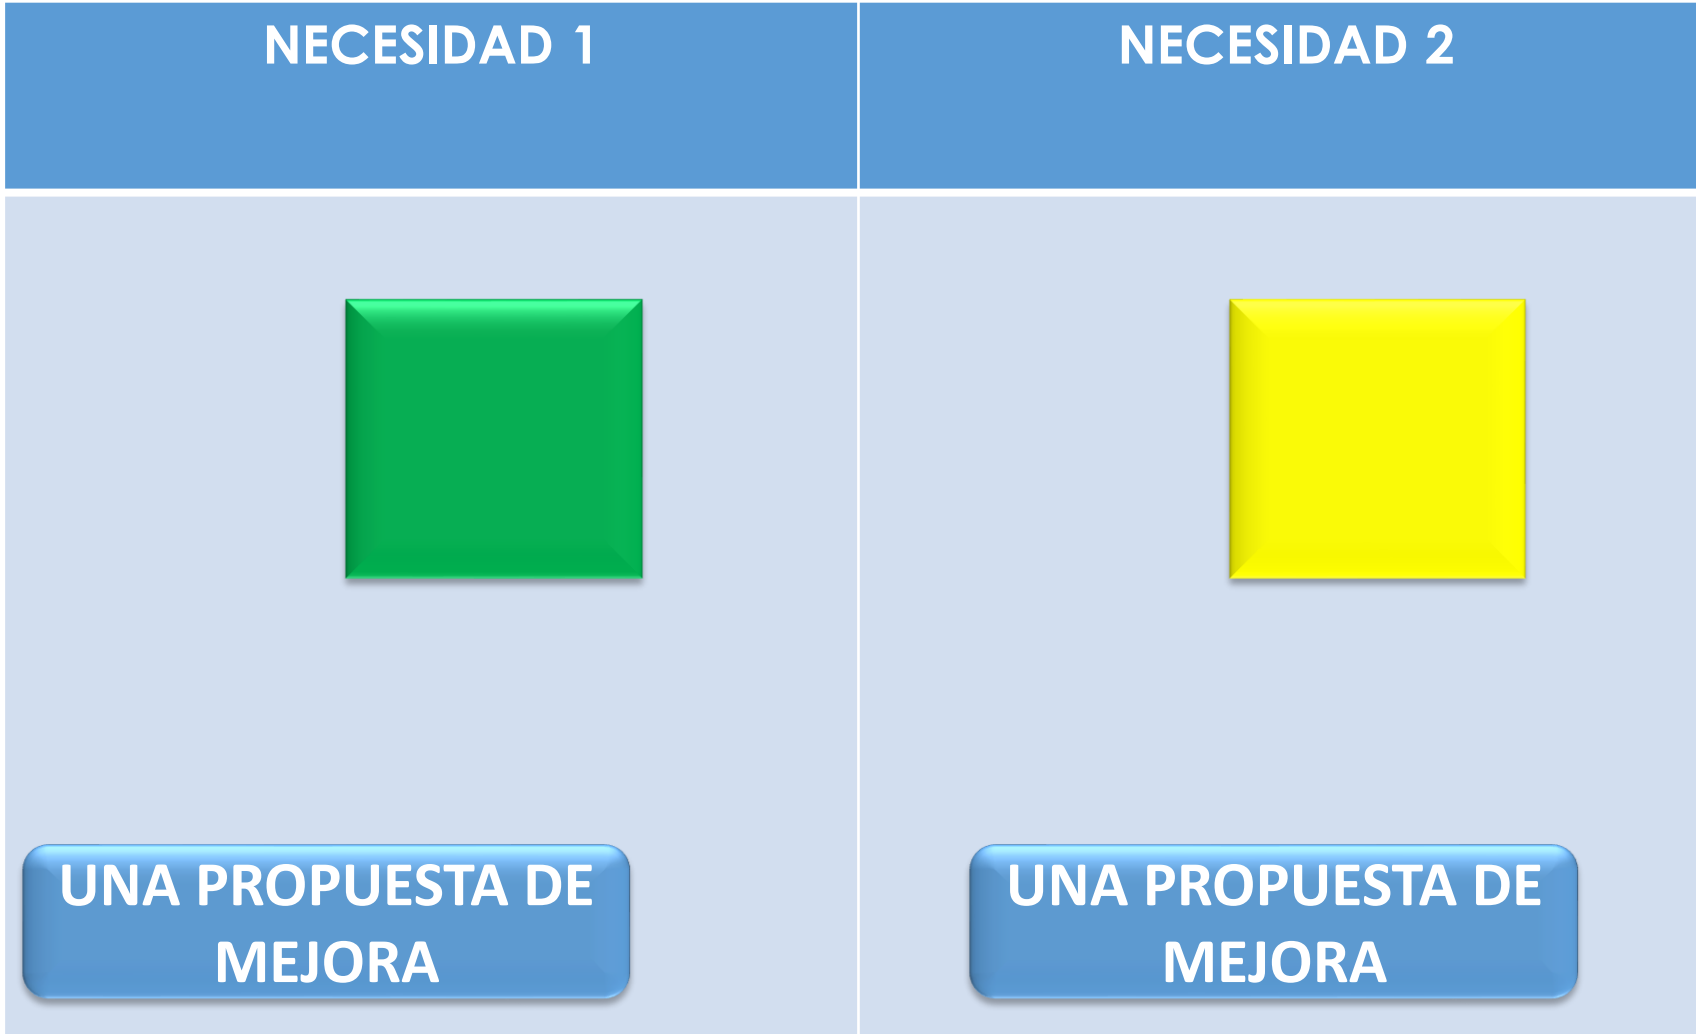 NECESIDAD 1
NECESIDAD 2
UNA PROPUESTA DE
MEJORA
UNA PROPUESTA DE
MEJORA